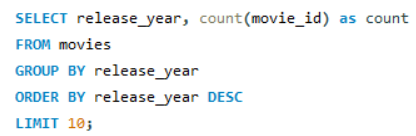 SELECT release_year, count(movie_id) as count
FROM movies
GROUP BY release_year
ORDER BY release_year DESC
LIMIT 10;